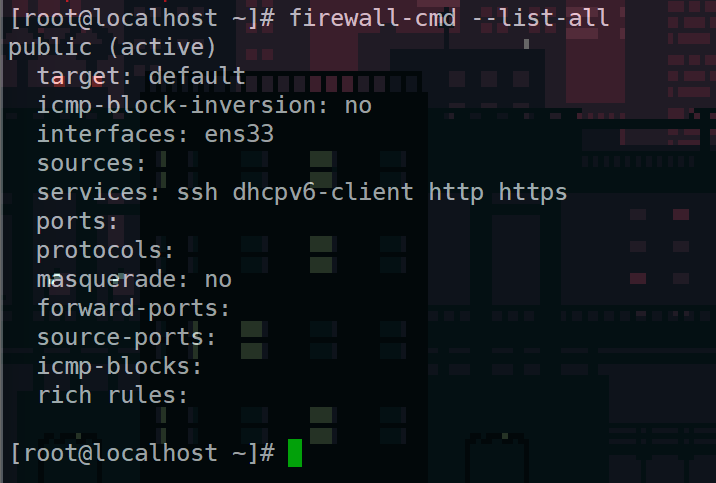 [root@localhost ~]# firewall-cmd --list-all
public (active)
  target: default
  icmp-block-inversion: no
  interfaces: ens33
  sources:
  services: ssh dhcpv6-client http https
  ports:
  protocols:
  masquerade: no
  forward-ports:
  source-ports:
  icmp-blocks:
  rich rules:

[root@localhost ~]#